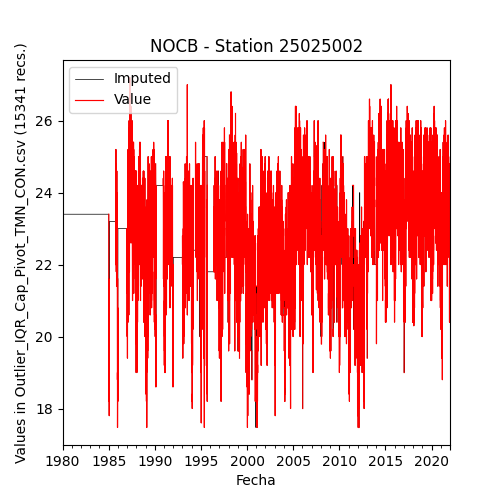 NOCB - Station 25025002
Imputed
Value
Values in Outlier_IQR_Cap_Pivot_TMN_CON.csv (15341 recs.)
26
24
22
20
18
1980 1985 1990 1995 2000 2005 2010 2015 2020
Fecha